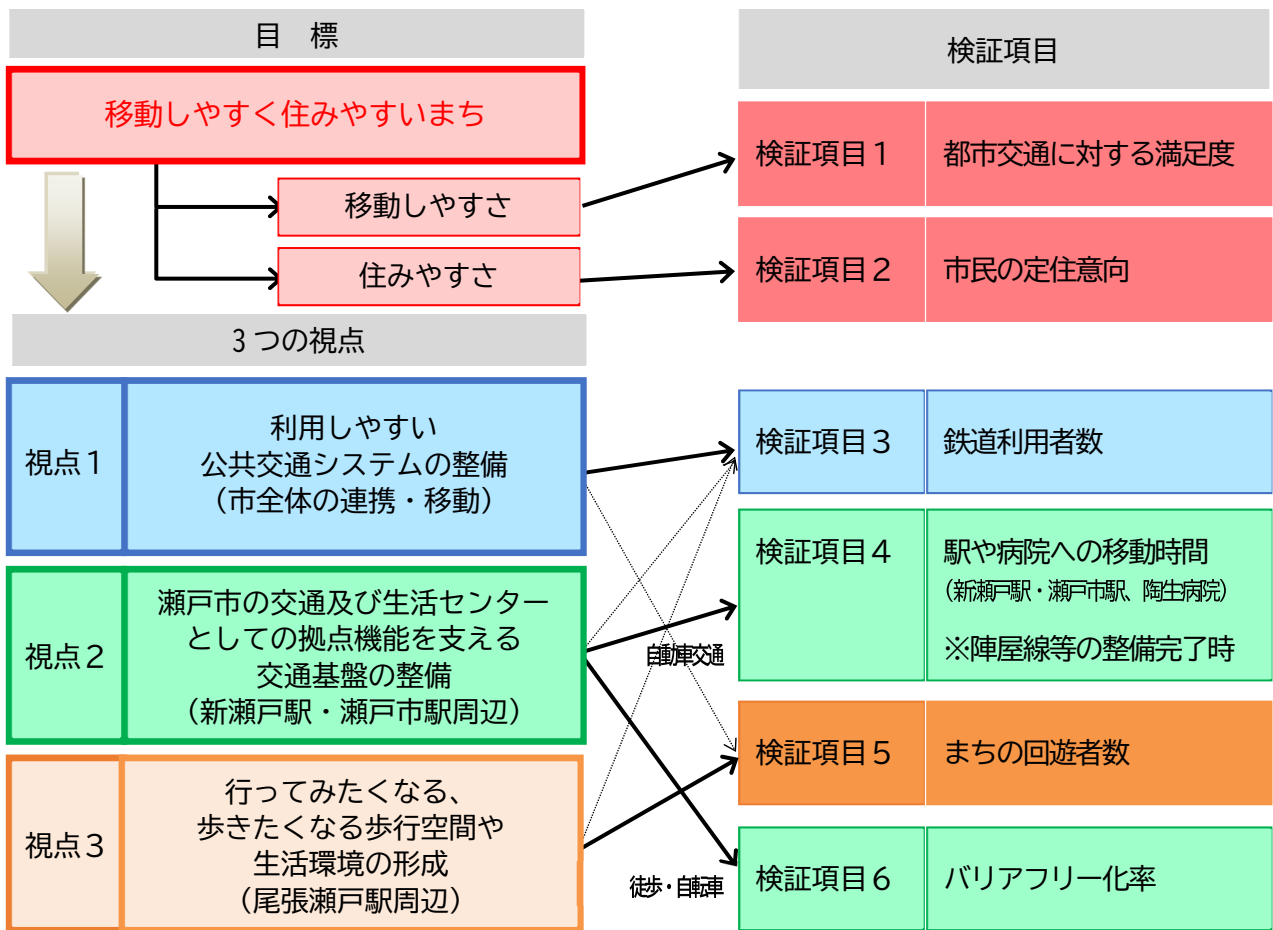 目 標
移動しやすく住みやすいまち
移動しやすさ
住みやすさ
3つの視点
視点1
利用しやすい
公共交通システムの整備
（市全体の連携・移動）
視点2
瀬戸市の交通及び生活センター
としての拠点機能を支える
交通基盤の整備
（新瀬戸駅・瀬戸市駅周辺）
視点3
行ってみたくなる、
歩きたくなる歩行空間や
生活環境の形成
（尾張瀬戸駅周辺）
自動車交通
徒歩・自転車
検証項目
検証項目1
都市交通に対する満足度
検証項目2
市民の定住意向
検証項目3
鉄道利用者数
検証項目4
駅や病院への移動時間
（新瀬戸駅・瀬戸市駅、陶生病院）
※陣屋線等の整備完了時
検証項目5
まちの回遊者数
検証項目6
バリアフリー化率